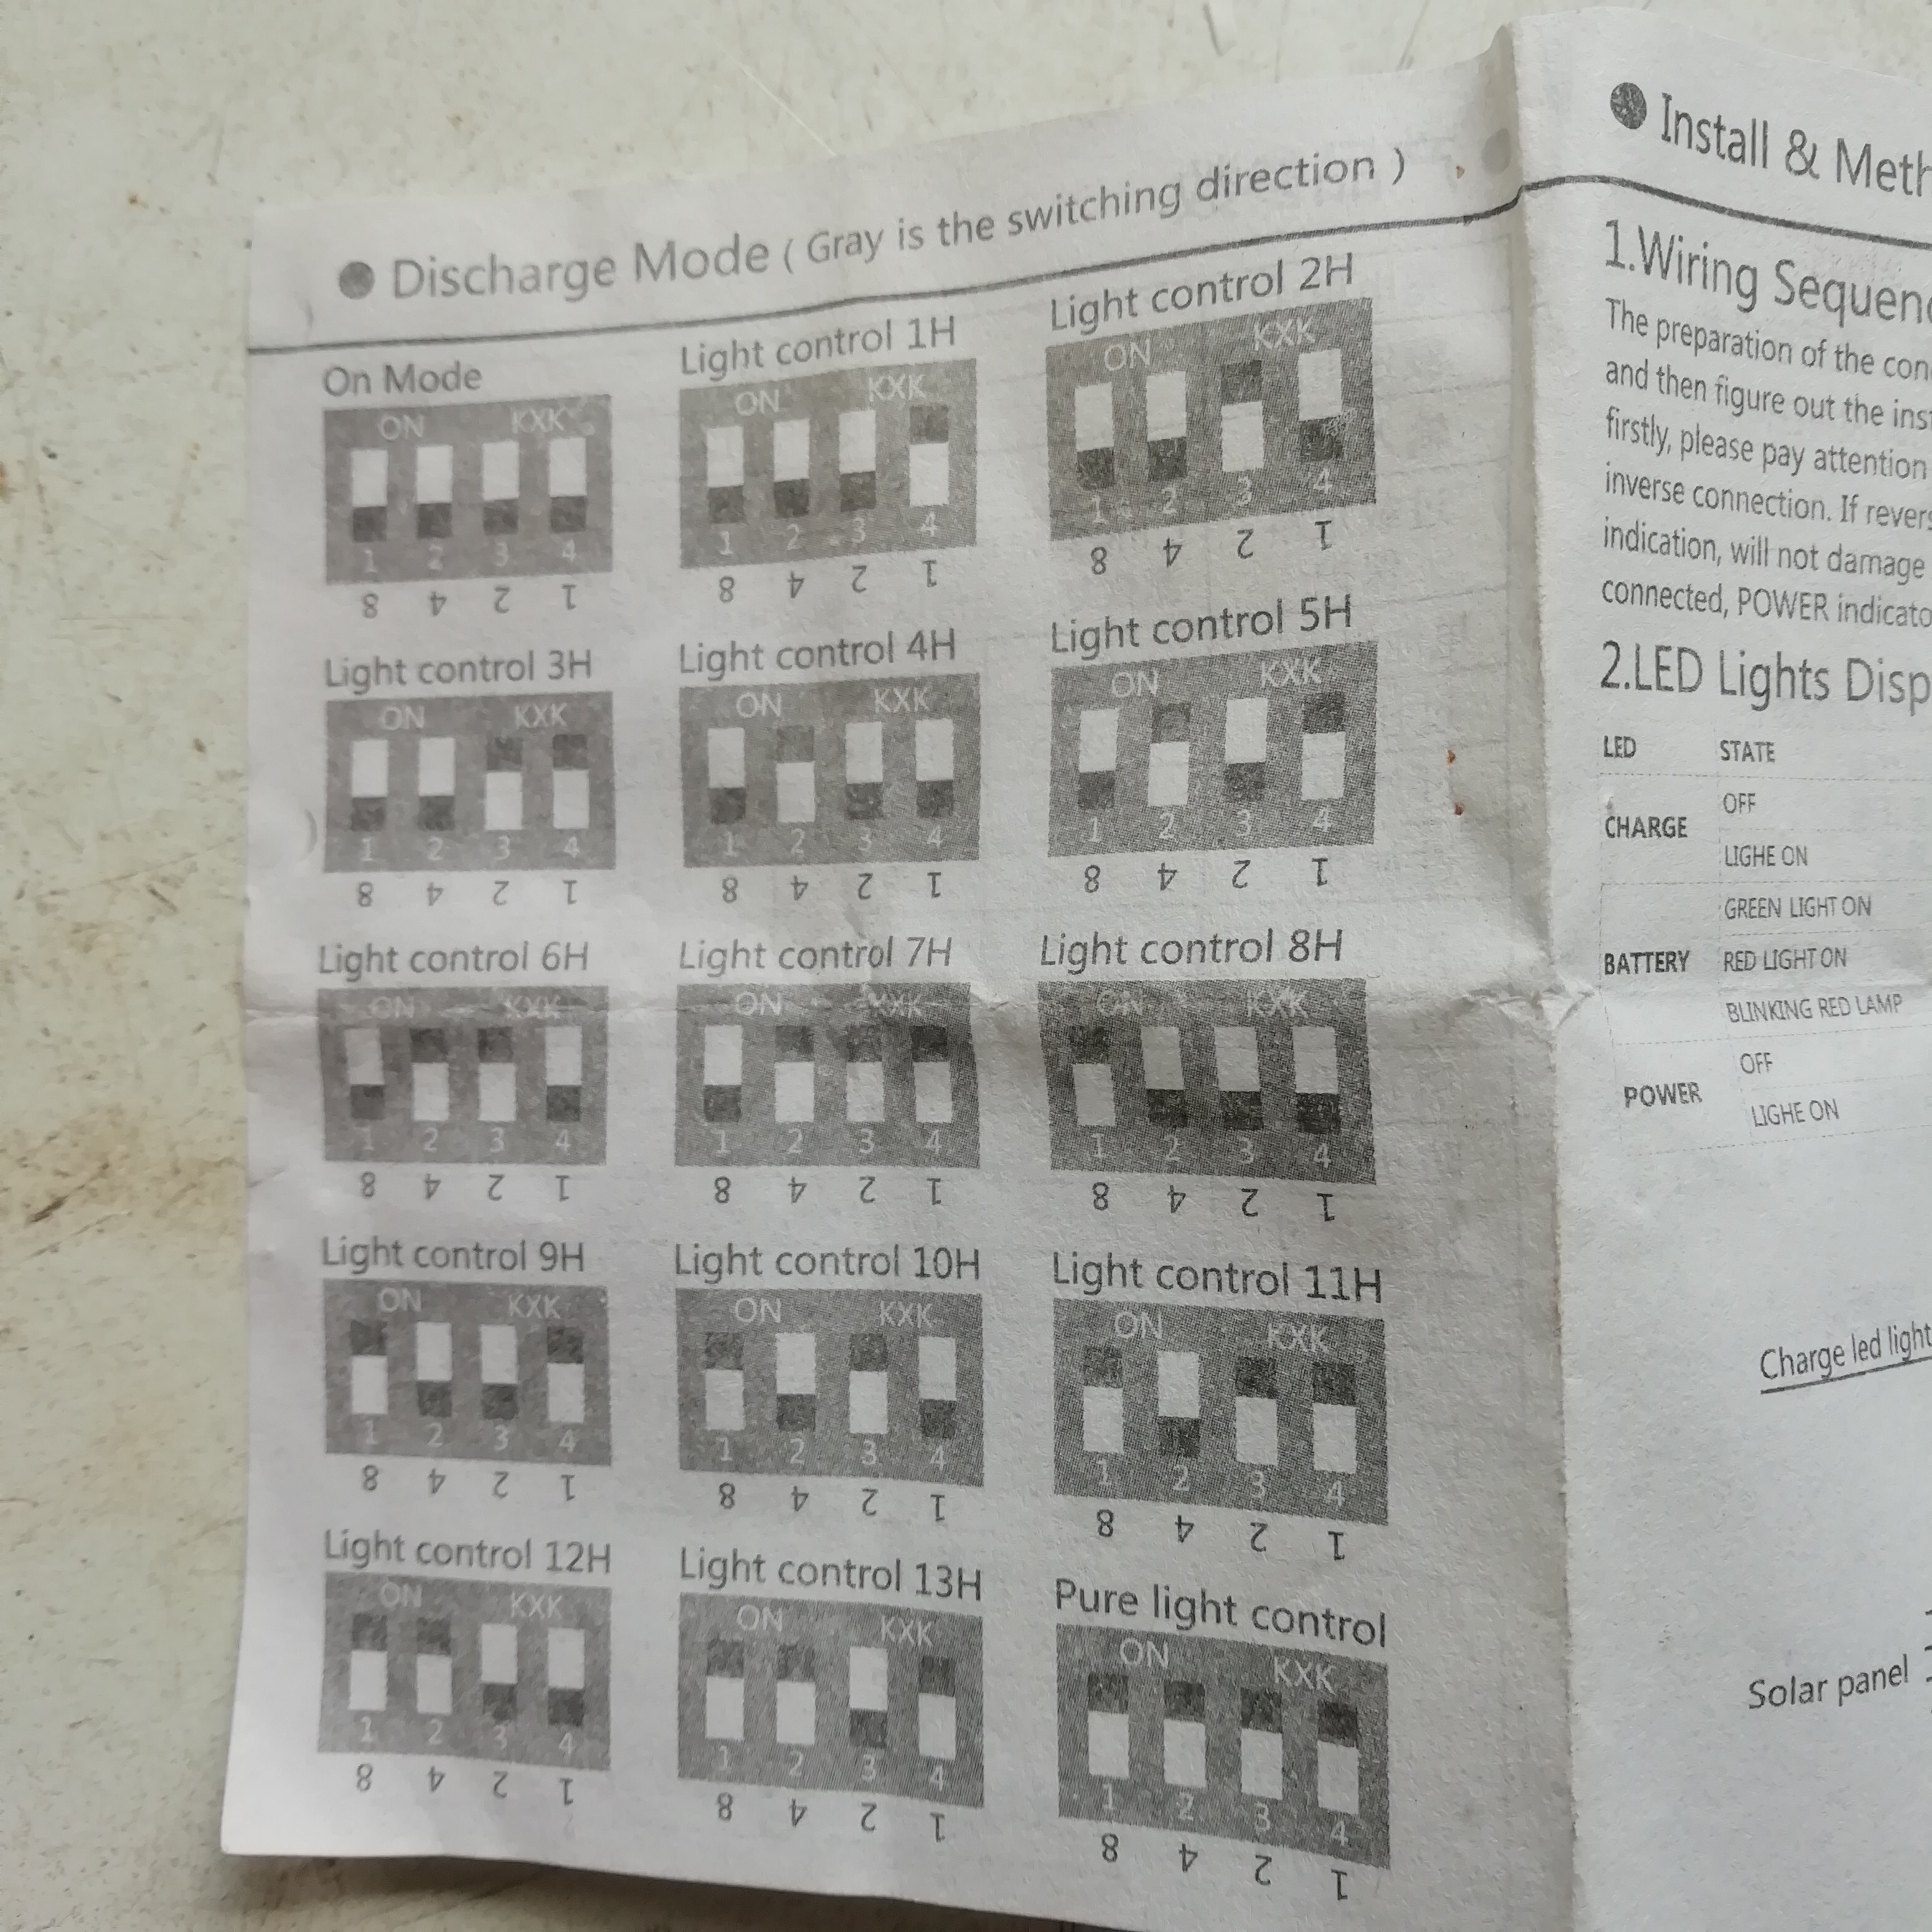 ● Discharge Mode ( Gray is the switching direction )
On Mode
Light control 1H
Light control 2H
ON KXK
1 2 3 4
8 4 2 1
ON KXK
1 2 3 4
8 4 2 1
ON KXK
1 2 3 4
8 4 2 1
Light control 3H
Light control 4H
Light control 5H
ON KXK
1 2 3 4
8 4 2 1
ON KXK
1 2 3 4
8 4 2 1
ON KXK
1 2 3 4
8 4 2 1
Light control 6H
Light control 7H
Light control 8H
ON KXK
1 2 3 4
8 4 2 1
ON KXK
1 2 3 4
8 4 2 1
ON KXK
1 2 3 4
8 4 2 1
Light control 9H
Light control 10H
Light control 11H
ON KXK
1 2 3 4
8 4 2 1
ON KXK
1 2 3 4
8 4 2 1
ON KXK
1 2 3 4
8 4 2 1
Light control 12H
Light control 13H
Pure light control
ON KXK
1 2 3 4
8 4 2 1
ON KXK
1 2 3 4
8 4 2 1
ON KXK
1 2 3 4
8 4 2 1
● Install &
1.Wiring
The preparation of the
and then figure out the
firstly, please pay attention
inverse connection. If
indication, will not damage
connected, POWER
2.LED Lights
LED STATE
CHARGE
OFF
LIGHE ON
BATTERY
GREEN LIGHT ON
RED LIGHT ON
BLINKING RED LAMP
POWER
OFF
LIGHE ON
Charge led light
Solar panel